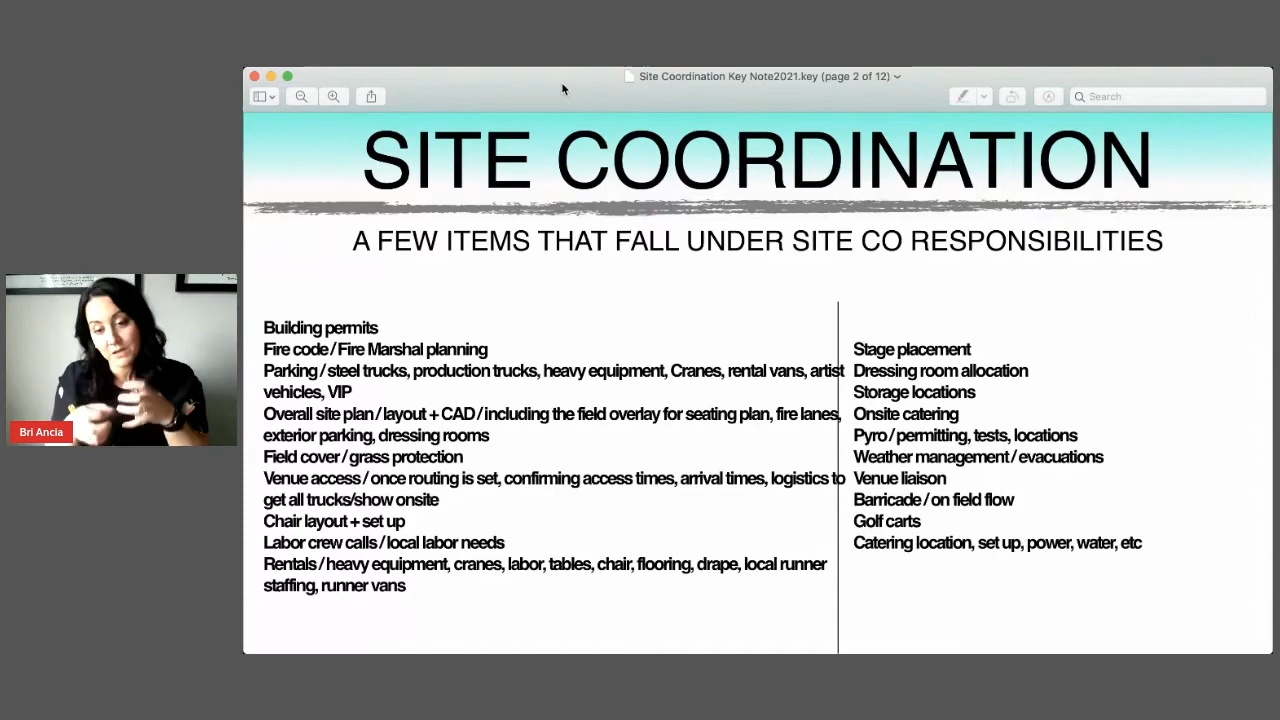 Site Coordination Key Note2021.key (page 2 of 12)
Search
SITE COORDINATION
A FEW ITEMS THAT FALL UNDER SITE CO RESPONSIBILITIES
Building permits
Fire code / Fire Marshal planning
Parking / steel trucks, production trucks, heavy equipment, Cranes, rental vans, artist
vehicles, VIP
Overall site plan / layout + CAD / including the field overlay for seating plan, fire lanes,
exterior parking, dressing rooms
Field cover / grass protection
Venue access / once routing is set, confirming access times, arrival times, logistics to
get all trucks/show onsite
Chair layout + set up
Labor crew calls / local labor needs
Rentals / heavy equipment, cranes, labor, tables, chair, flooring, drape, local runner
staffing, runner vans
Stage placement
Dressing room allocation
Storage locations
Onsite catering
Pyro / permitting, tests, locations
Weather management / evacuations
Venue liaison
Barricade / on field flow
Golf carts
Catering location, set up, power, water, etc
Bri Ancia